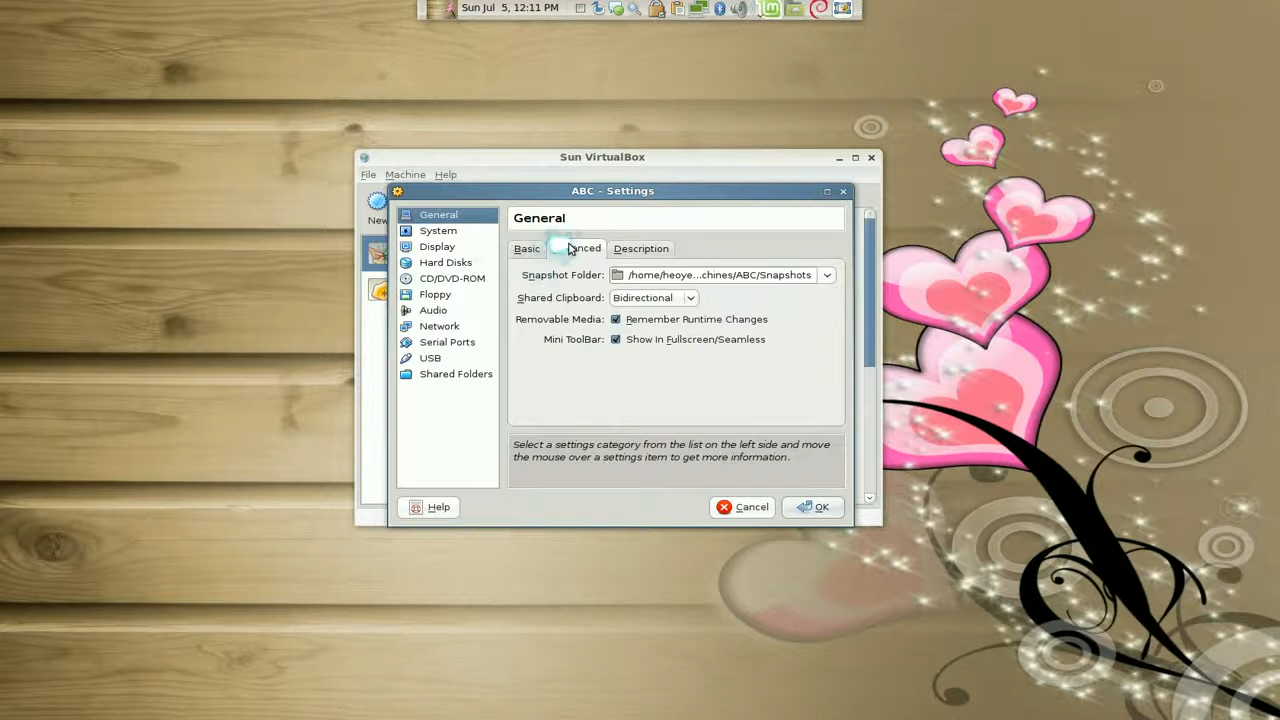 Sun Jul 5, 12:11 PM
Sun VirtualBox
File Machine Help
New
ABC - Settings
General
System
Display
Hard Disks
CD/DVD-ROM
Floppy
Audio
Network
Serial Ports
USB
Shared Folders
General
Basic
Description
Snapshot Folder: /home/heoye...chines/ABC/Snapshots
Shared Clipboard: Bidirectional
Removable Media: Remember Runtime Changes
Mini ToolBar: Show In Fullscreen/Seamless
Select a settings category from the list on the left side and move
the mouse over a settings item to get more information.
Help
Cancel
OK